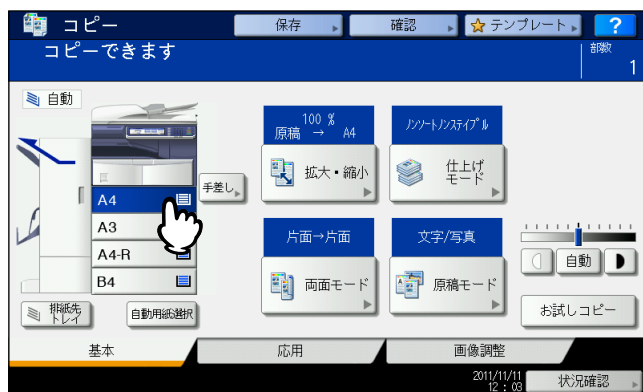 コピー
保存
確認
テンプレート
?
コピーできます
部数
1
自動
100 %
原稿 → A4
ノンソートノンステイプル
拡大・縮小
仕上げ
モード
手差し
A4
A3
A4-R
B4
片面→片面
文字/写真
両面モード
原稿モード
自動
排紙先
トレイ
自動用紙選択
お試しコピー
基本
応用
画像調整
2011/11/11
12 : 03
状況確認